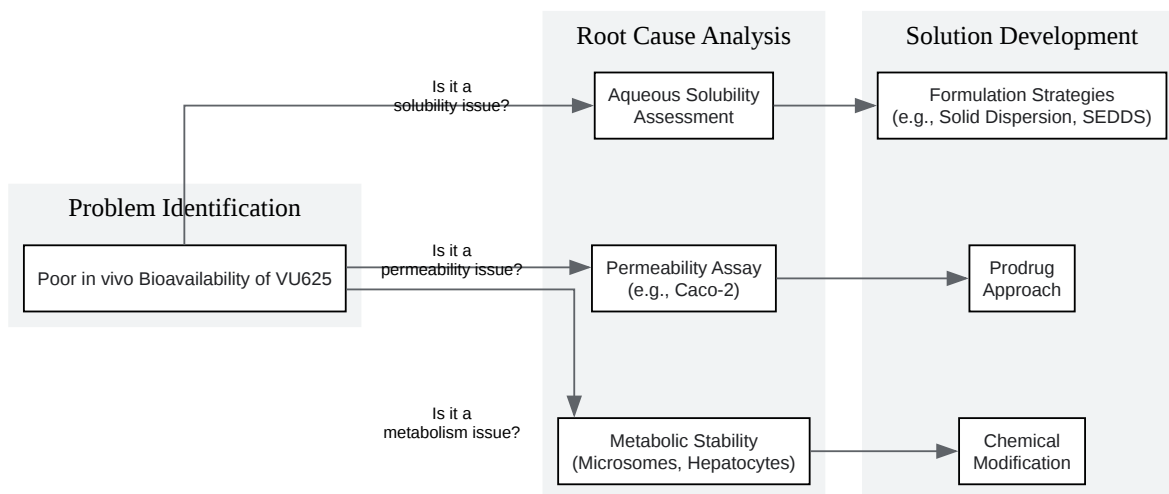 Root Cause Analysis
Solution Development
Is it a
solubility issue?
Aqueous Solubility
Assessment
Formulation Strategies
(e.g., Solid Dispersion, SEDDS)
Problem Identification
Poor in vivo Bioavailability of VU625
Is it a
permeability issue?
Permeability Assay
(e.g., Caco-2)
Prodrug
Approach
Is it a
metabolism issue?
Metabolic Stability
(Microsomes, Hepatocytes)
Chemical
Modification